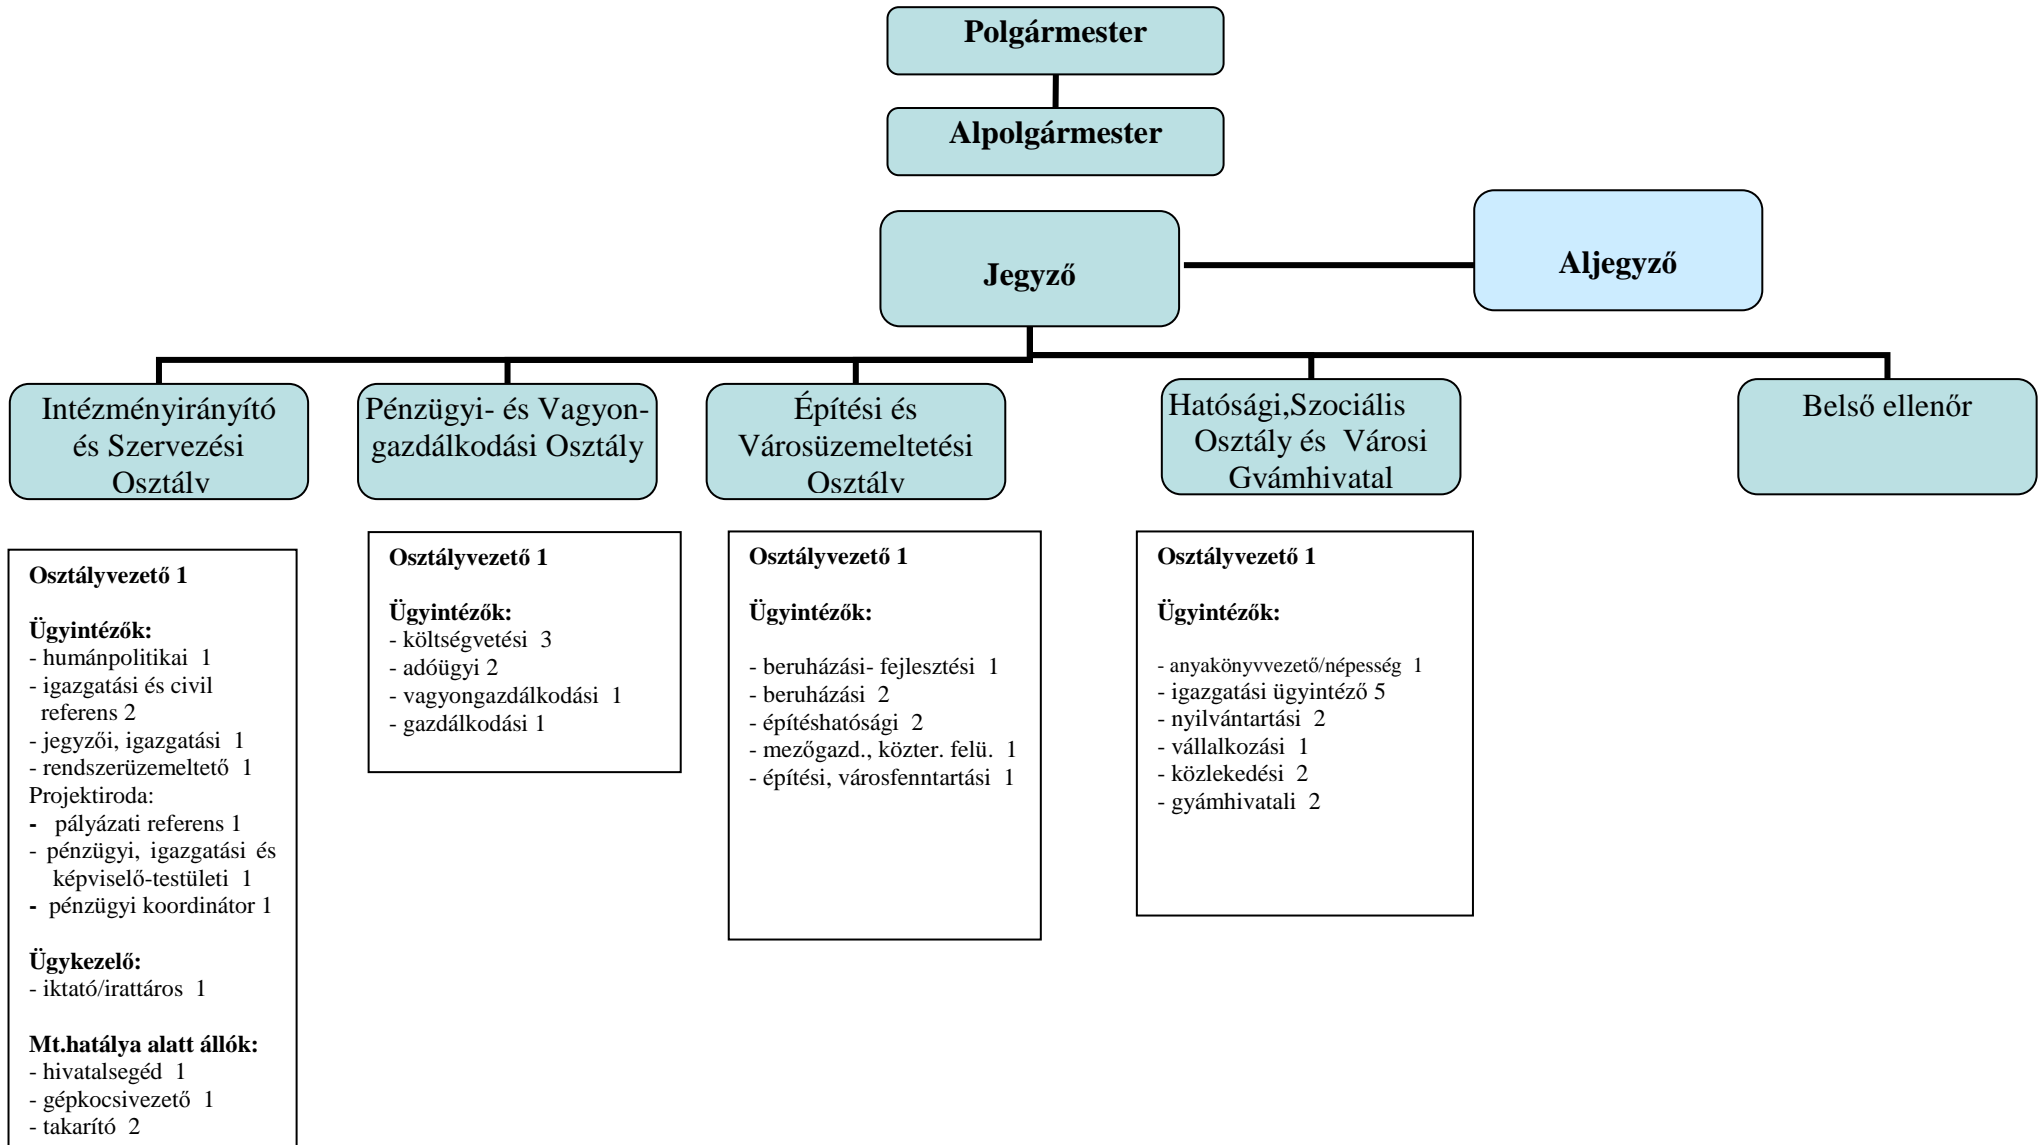 Polgármester
Alpolgármester
Jegyző
Aljegyző
Intézményirányító
és Szervezési
Osztály
Pénzügyi- és Vagyon-
gazdálkodási Osztály
Építési és
Városüzemeltetési
Osztály
Hatósági,Szociális
Osztály és  Városi
Gyámhivatal
Belső ellenőr
Osztályvezető 1
Ügyintézők:
- humánpolitikai  1
- igazgatási és civil
referens 2
- jegyzői, igazgatási  1
- rendszerüzemeltető  1
Projektiroda:
-   pályázati referens 1
- pénzügyi, igazgatási és
képviselő-testületi  1
-  pénzügyi koordinátor 1
Ügykezelő:
- iktató/irattáros  1
Mt.hatálya alatt állók:
- hivatalsegéd  1
- gépkocsivezető  1
- takarító  2
Osztályvezető 1
Ügyintézők:
- költségvetési  3
- adóügyi 2
- vagyongazdálkodási  1
- gazdálkodási 1
Osztályvezető 1
Ügyintézők:
- beruházási- fejlesztési  1
- beruházási  2
- építéshatósági  2
- mezőgazd., közter. felü.  1
- építési, városfenntartási  1
Osztályvezető 1
Ügyintézők:
- anyakönyvvezető/népesség  1
- igazgatási ügyintéző 5
- nyilvántartási  2
- vállalkozási  1
- közlekedési  2
- gyámhivatali  2